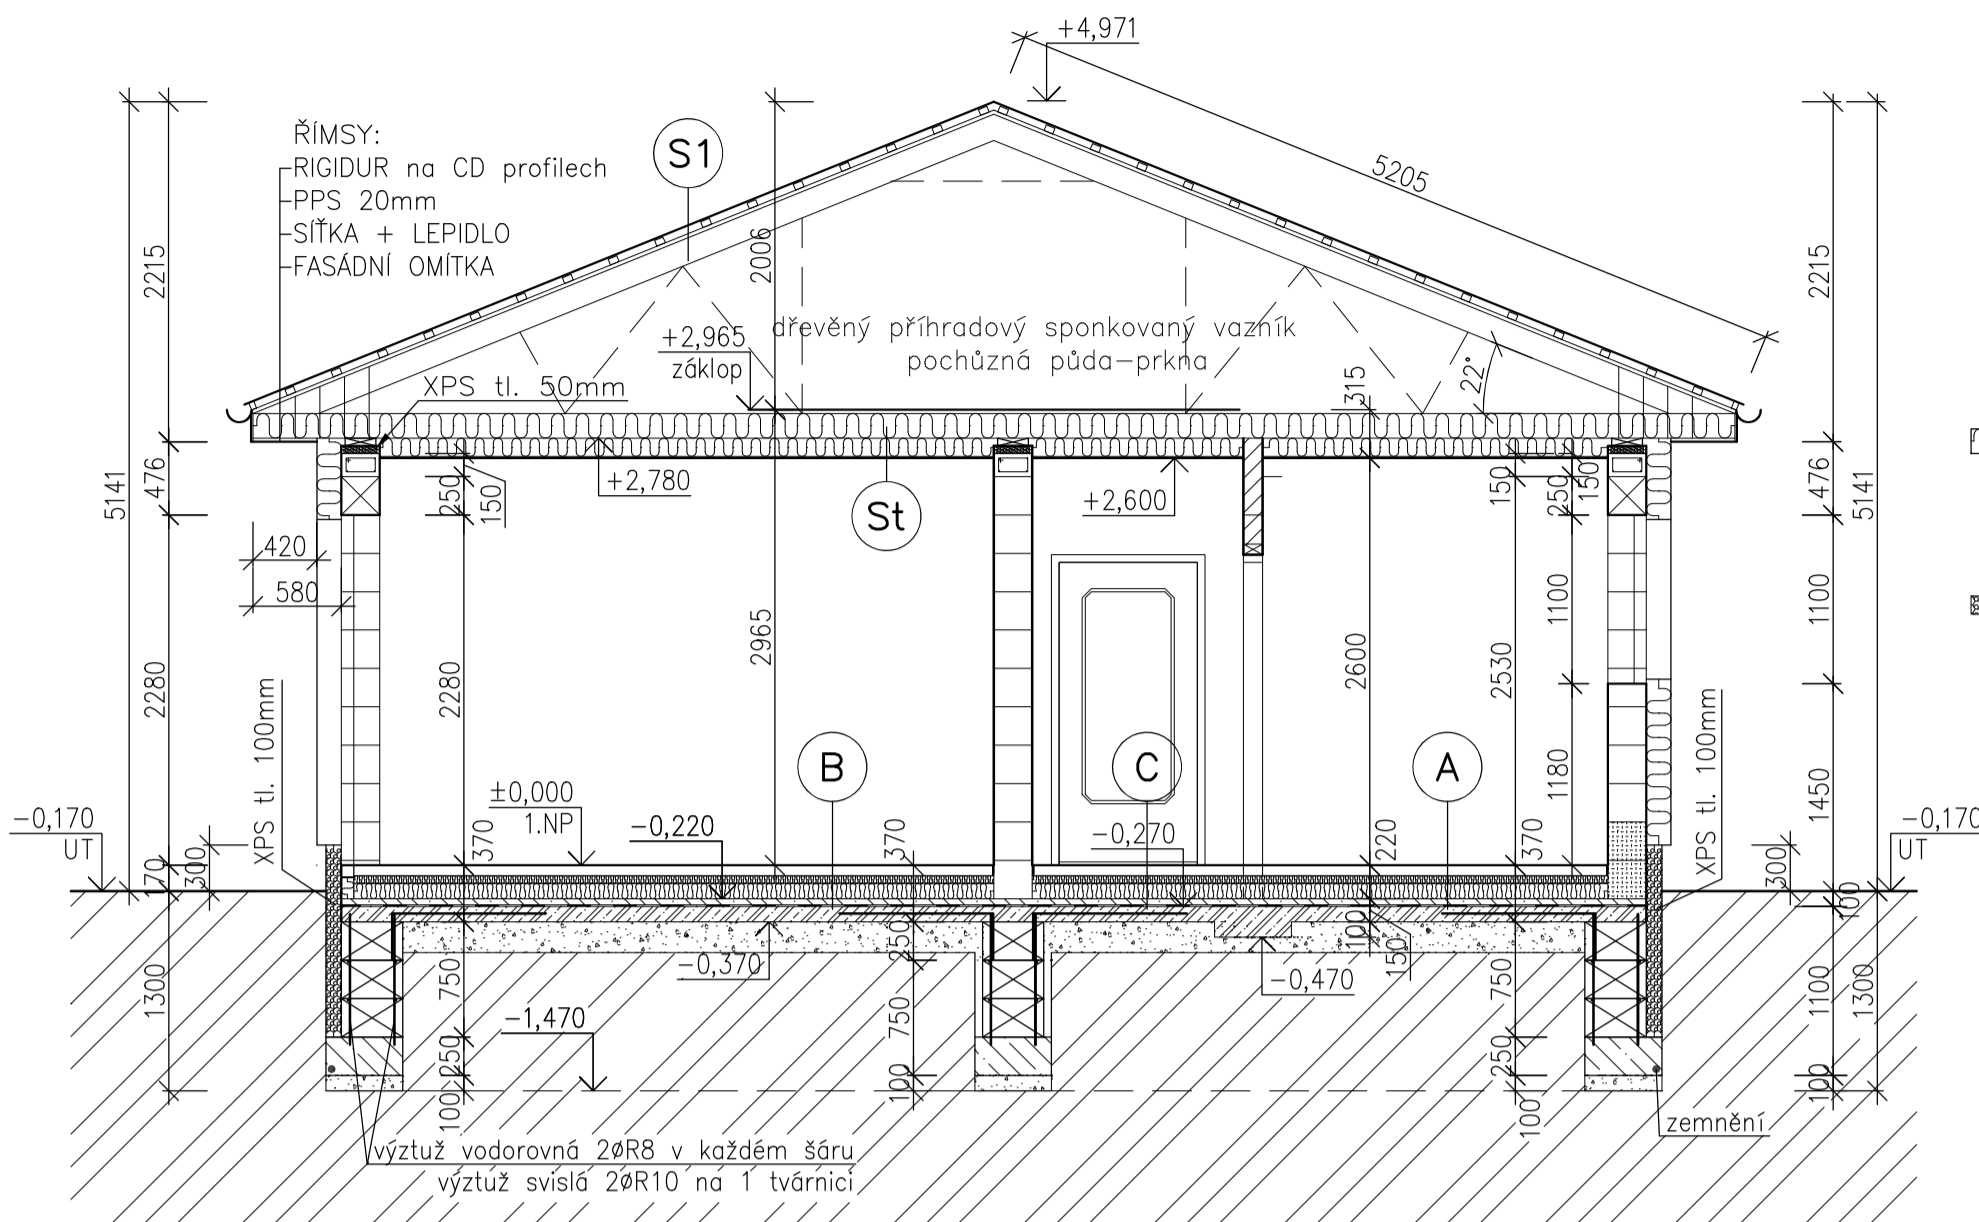 +4,971
ŘÍMSY:
RIGIDUR na CD profilech
PPS 20mm
SÍŤKA + LEPIDLO
FASÁDNÍ OMÍTKA
S1
5205
2215
2006
2215
dřevěný příhradový sponkovaný vazník
pochůzná půda-prkna
+2,965
záklop
XPS tl. 50mm
315
22°
5141
476
250
150
+2,780
St
+2,600
150
250
150
476
5141
420
580
1100
1100
2280
2280
2965
2600
2530
1180
1450
XPS tl. 100mm
XPS tl. 100mm
B
C
A
±0,000
1.NP
-0,220
-0,270
-0,170
UT
-0,170
UT
370
370
220
370
170
300
300
100
1300
750
250
100
-0,370
-1,470
250
750
100
100
150
-0,470
750
250
100
1100
100
1300
zemnění
výztuž vodorovná 2øR8 v každém šáru
výztuž svislá 2øR10 na 1 tvárnici